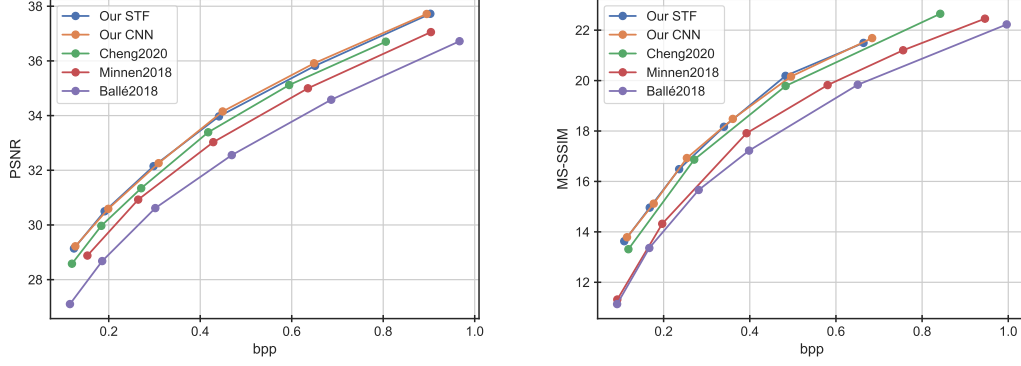 38
36
34
32
30
28
PSNR
Our STF
Our CNN
Cheng2020
Minnen2018
Ballé2018
0.2 0.4 0.6 0.8 1.0
bpp
22
20
18
16
14
12
MS-SSIM
Our STF
Our CNN
Cheng2020
Minnen2018
Ballé2018
0.2 0.4 0.6 0.8 1.0
bpp